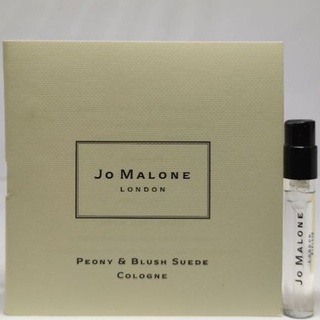 JO MALONE
LONDON
PEONY & BLUSH SUEDE
COLOGNE
JO MALONE